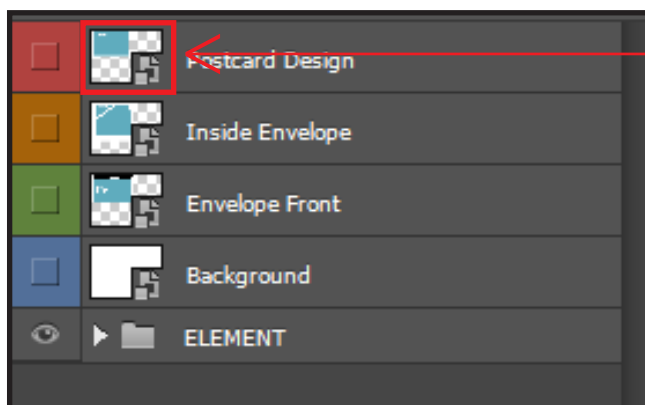 Postcard Design
Inside Envelope
Envelope Front
Background
ELEMENT